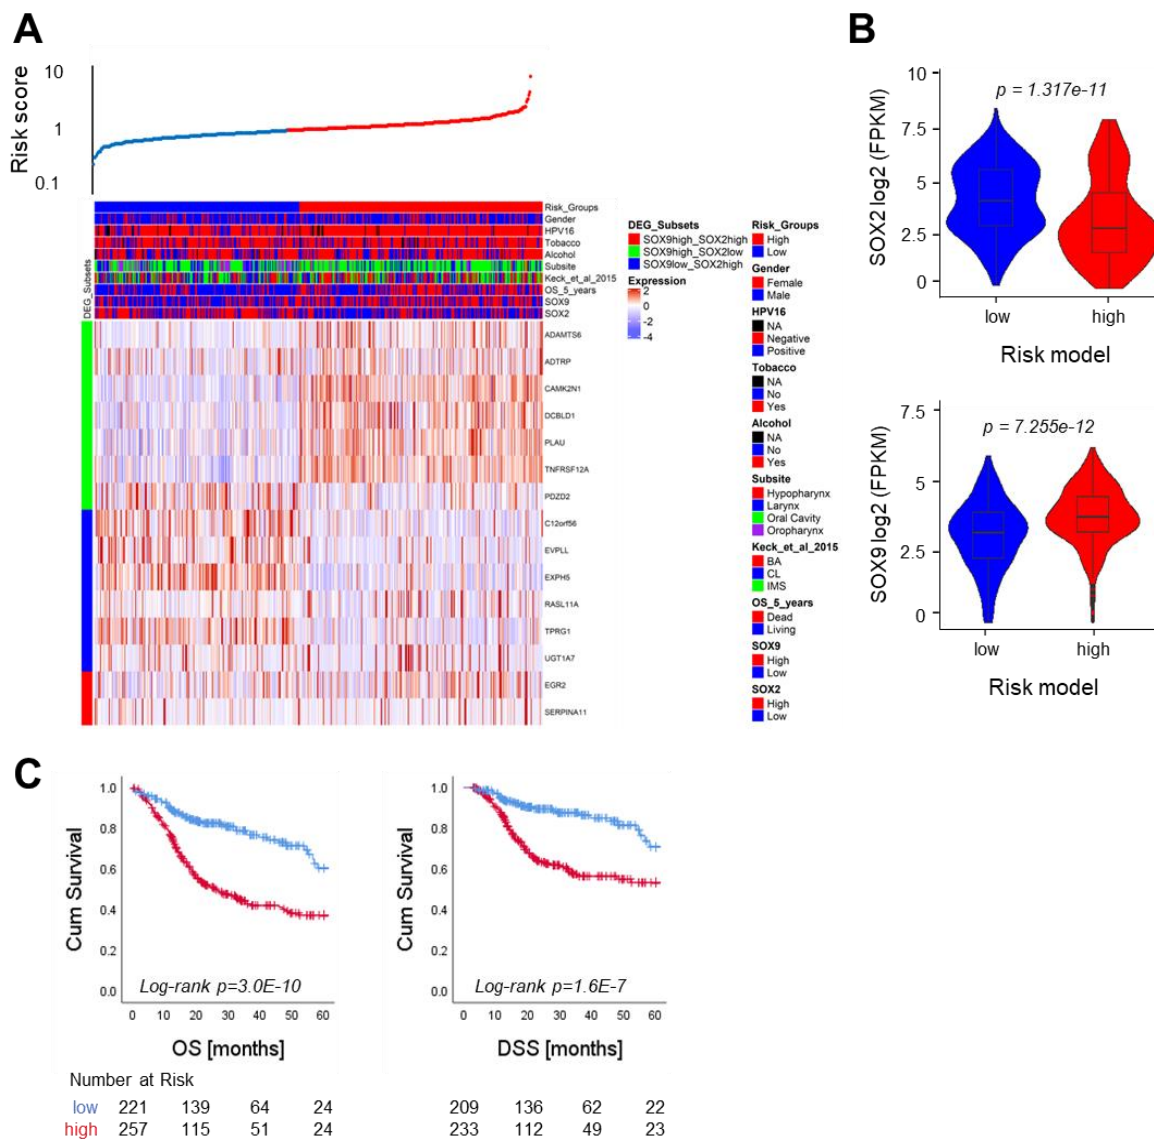 A
Risk score
10
1
0.1
Risk_Groups
Gender
HPV16
Tobacco
Alcohol
Subsite
Keck_et_al_2015
OS_5_years
SOX9
SOX2
DEG_Subsets
ADAMTS6
ADTRP
CAMK2N1
DCBLD1
PLAU
TNFRSF12A
PDZD2
C12orf56
EVPLL
EXPH5
RASL11A
TPRG1
UGT1A7
EGR2
SERPINA11
DEG_Subsets
SOX9high_SOX2high
SOX9high_SOX2low
SOX9low_SOX2high
Expression
2
0
-2
-4
Risk_Groups
High
Low
Gender
Female
Male
HPV16
NA
Negative
Positive
Tobacco
NA
No
Yes
Alcohol
NA
No
Yes
Subsite
Hypopharynx
Larynx
Oral Cavity
Oropharynx
Keck_et_al_2015
BA
CL
IMS
OS_5_years
Dead
Living
SOX9
High
Low
SOX2
High
Low
B
SOX2 log2 (FPKM)
10
7.5
5
2.5
0
p = 1.317e-11
low high
Risk model
SOX9 log2 (FPKM)
7.5
5
2.5
0
p = 7.255e-12
low high
Risk model
C
Cum Survival
1.0
0.8
0.6
0.4
0.2
0.0
Log-rank p=3.0E-10
0 10 20 30 40 50 60
OS [months]
Cum Survival
1.0
0.8
0.6
0.4
0.2
0.0
Log-rank p=1.6E-7
0 10 20 30 40 50 60
DSS [months]
Number at Risk
low 221 139 64 24 209 136 62 22
high 257 115 51 24 233 112 49 23